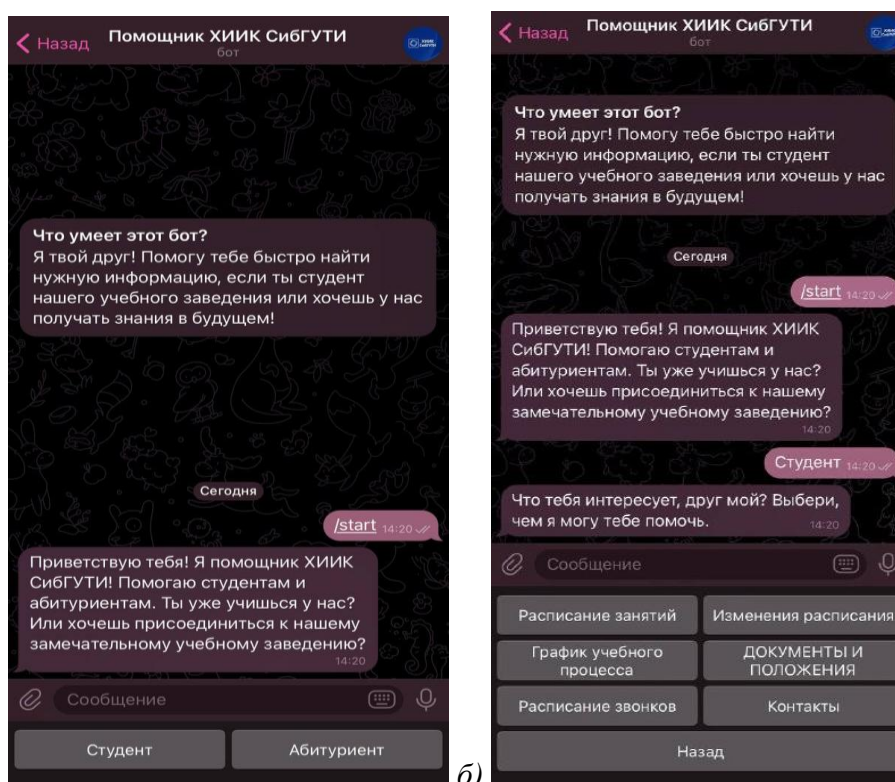 Назад
Помощник ХИИК СибГУТИ
бот
Что умеет этот бот?
Я твой друг! Помогу тебе быстро найти
нужную информацию, если ты студент
нашего учебного заведения или хочешь у нас
получать знания в будущем!
Сегодня
/start 14:20
Приветствую тебя! Я помощник ХИИК
СибГУТИ! Помогаю студентам и
абитуриентам. Ты уже учишься у нас?
Или хочешь присоединиться к нашему
замечательному учебному заведению?
14:20
Сообщение
Студент
Абитуриент
б)
Назад
Помощник ХИИК СибГУТИ
бот
Что умеет этот бот?
Я твой друг! Помогу тебе быстро найти
нужную информацию, если ты студент
нашего учебного заведения или хочешь у нас
получать знания в будущем!
Сегодня
/start 14:20
Приветствую тебя! Я помощник ХИИК
СибГУТИ! Помогаю студентам и
абитуриентам. Ты уже учишься у нас?
Или хочешь присоединиться к нашему
замечательному учебному заведению?
14:20
Студент 14:20
Что тебя интересует, друг мой? Выбери,
чем я могу тебе помочь.
14:20
Сообщение
Расписание занятий
Изменения расписания
График учебного
процесса
ДОКУМЕНТЫ И
ПОЛОЖЕНИЯ
Расписание звонков
Контакты
Назад